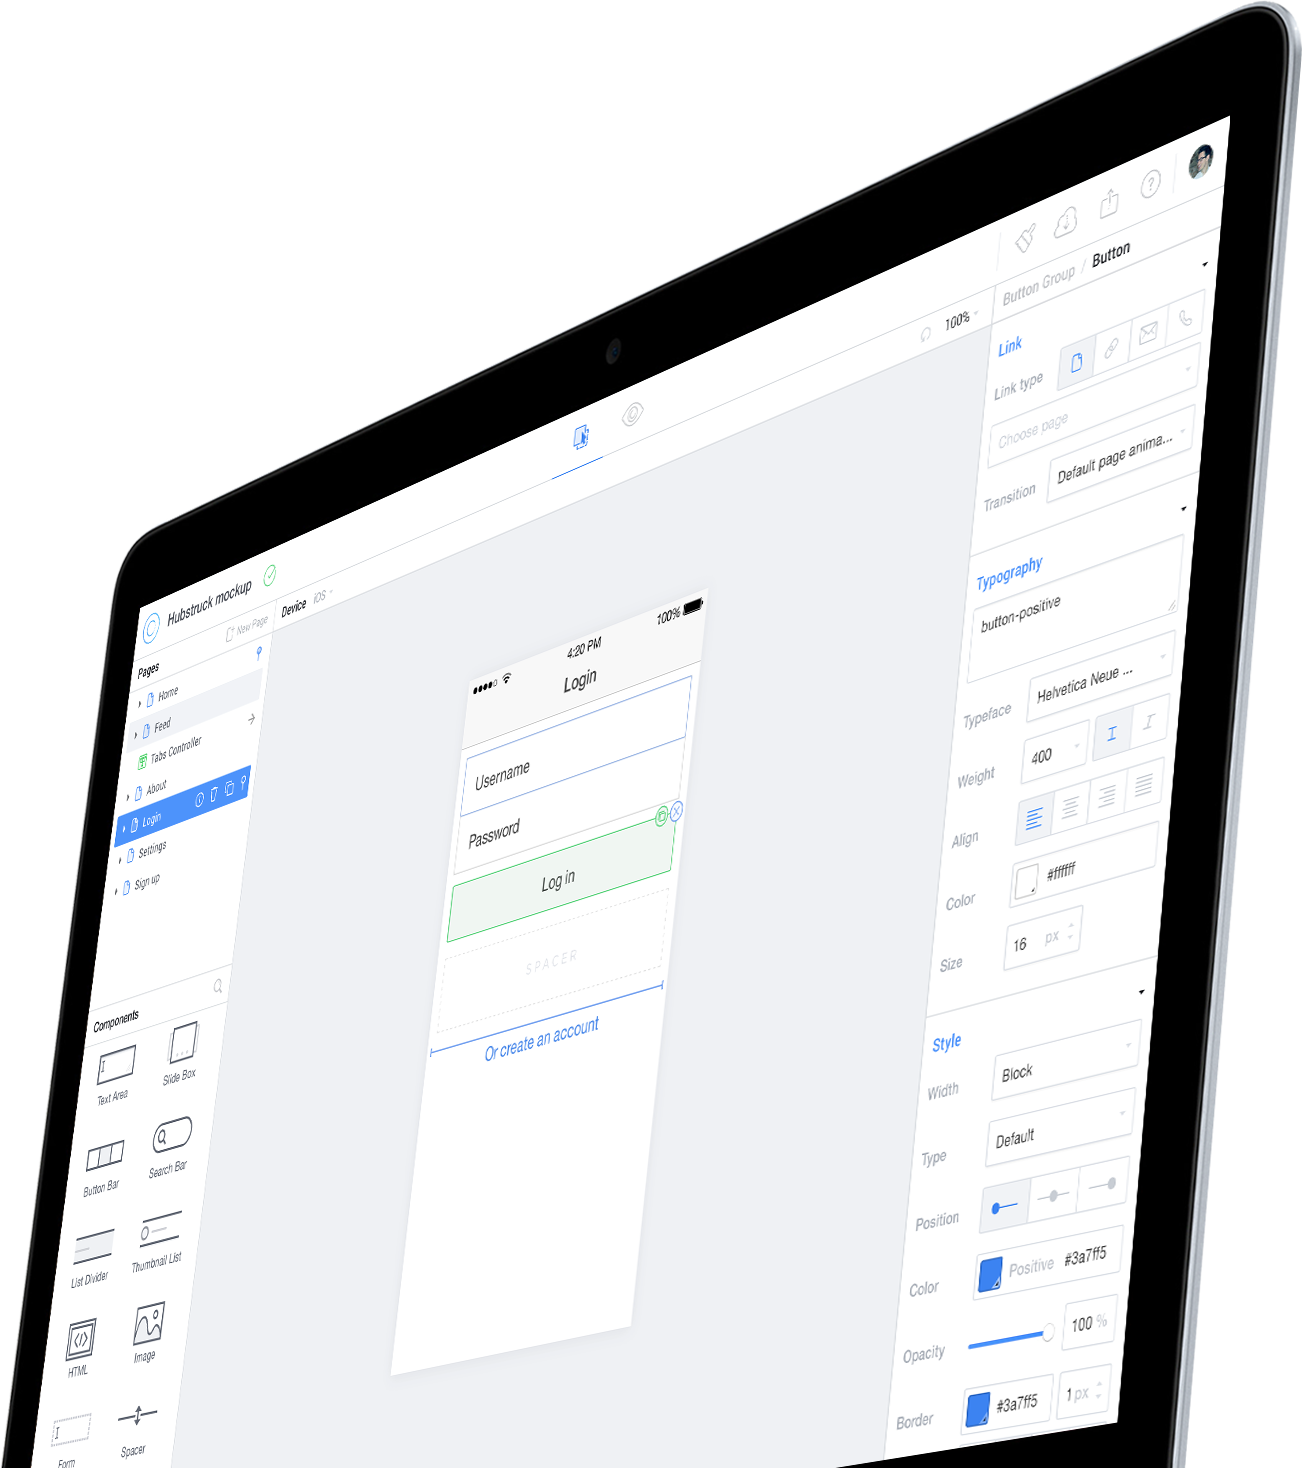 Hubstruck mockup
New Page
Pages
Home
Feed
Tabs Controller
About
Login
Settings
Sign up
Components
Text Area
Slide Box
Button Bar
Search Bar
List Divider
Thumbnail List
HTML
Image
Form
Spacer
Device iOS
100%
100%
4:20 PM
Login
Username
Password
Log in
SPACER
Or create an account
Button Group / Button
Link
Link type
Choose page
Transition Default page anima...
Typography
button-positive
Typeface Helvetica Neue ...
Weight 400
Align
Color #ffffff
Size 16 px
Style
Width Block
Type Default
Position
Color Positive #3a7ff5
Opacity 100 %
Border #3a7ff5 1 px